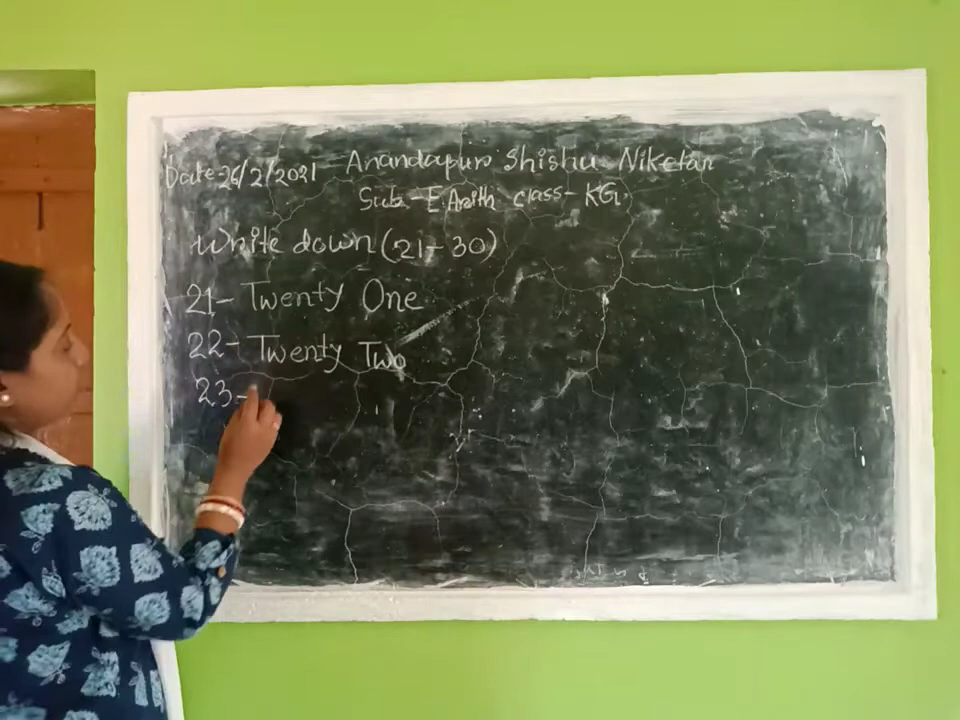 Date-26/2/2021 - Anandapur Shishu Niketan
Sub-E.Arith class-KG.
Write down (21-30)
21- Twenty One
22- Twenty Two
23-